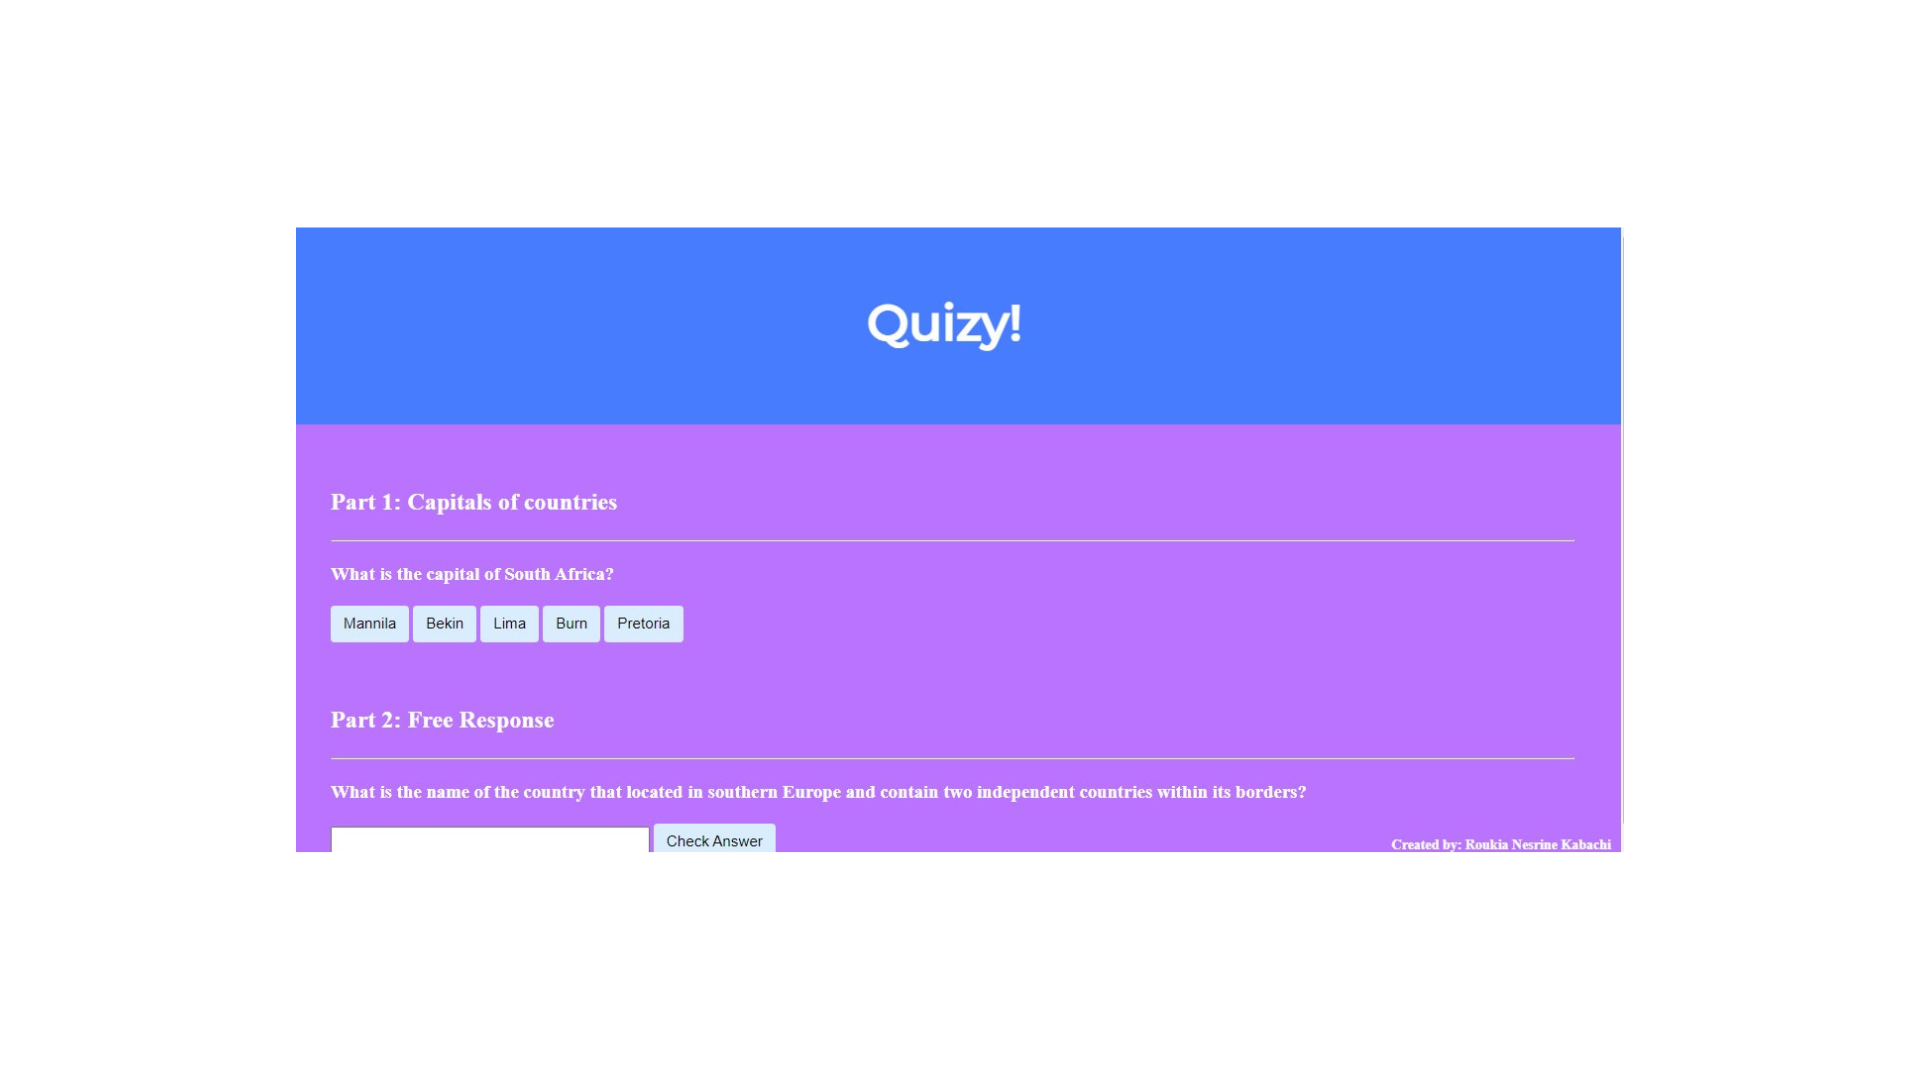 Quizy!
Part 1: Capitals of countries
What is the capital of South Africa?
Mannila Bekin Lima Burn Pretoria
Part 2: Free Response
What is the name of the country that located in southern Europe and contain two independent countries within its borders?
Check Answer
Created by: Roukia Nesrine Kabachi